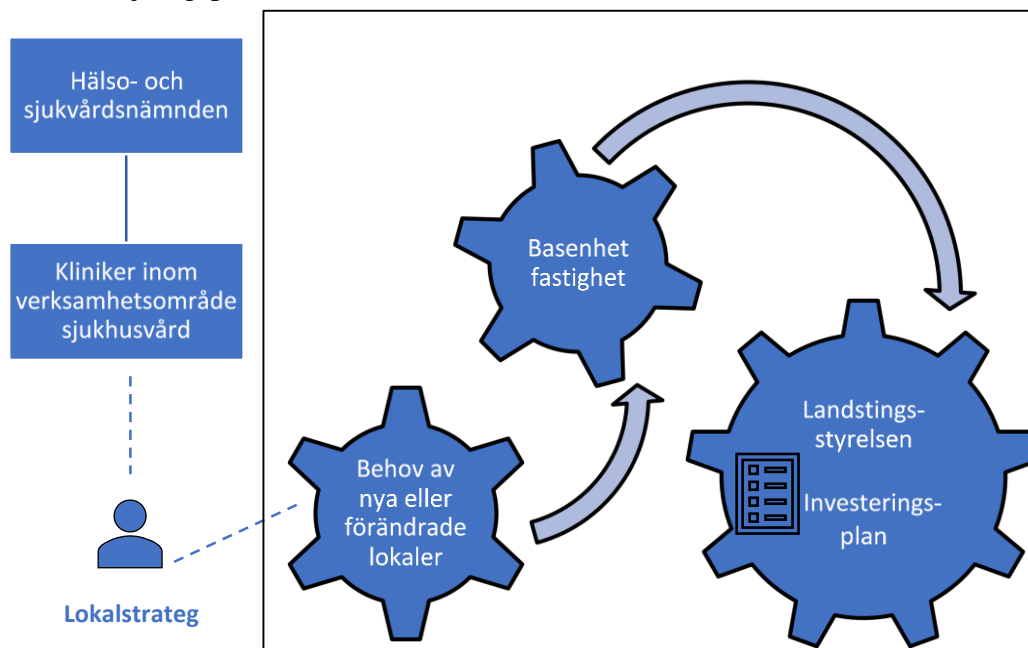 Hälso- och
sjukvårdsnämnden
Kliniker inom
verksamhetsområde
sjukhusvård
Lokalstrateg
Behov av
nya eller
förändrade
lokaler
Basenhet
fastighet
Landstings-
styrelsen
Investerings-
plan